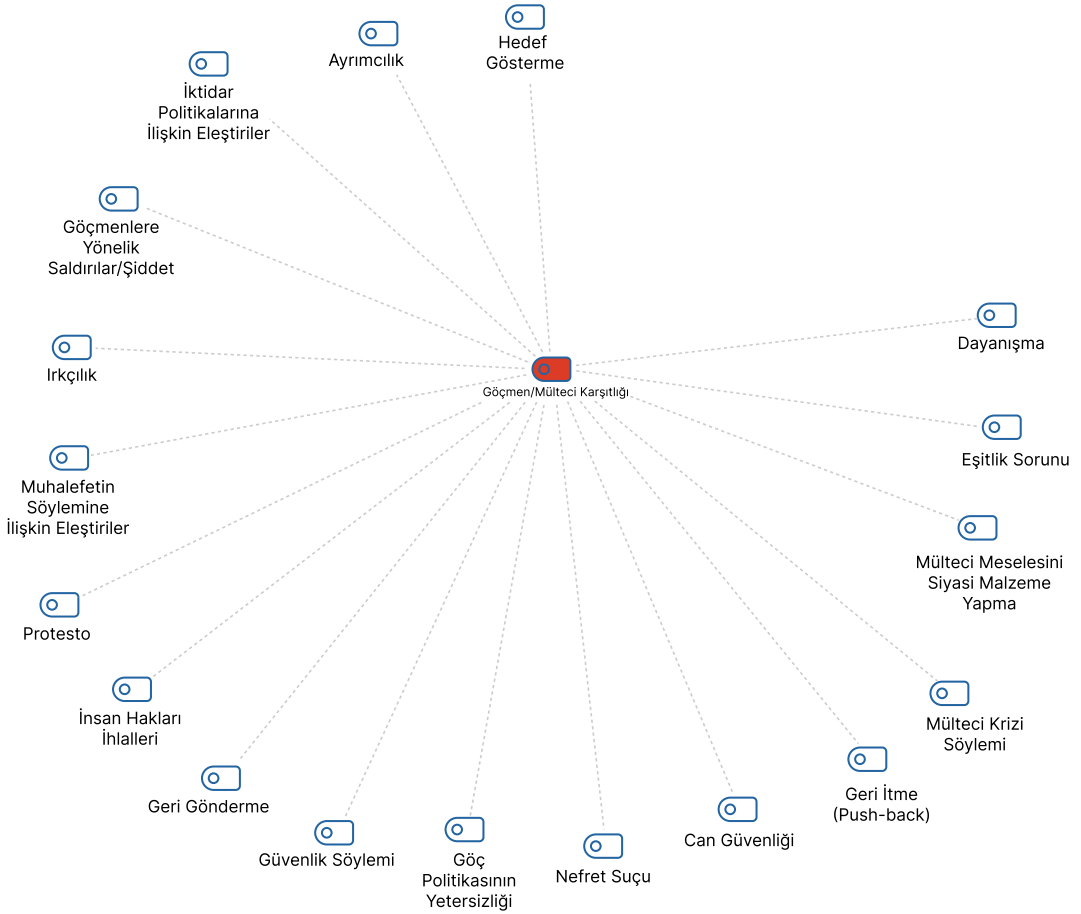 Hedef
Gösterme
Ayrımcılık
İktidar
Politikalarına
İlişkin Eleştiriler
Göçmenlere
Yönelik
Saldırılar/Şiddet
Irkçılık
Muhalefetin
Söylemine
İlişkin Eleştiriler
Protesto
İnsan Hakları
İhlalleri
Geri Gönderme
Güvenlik Söylemi
Göç
Politikasının
Yetersizliği
Nefret Suçu
Can Güvenliği
Geri İtme
(Push-back)
Mülteci Krizi
Söylemi
Mülteci Meselesini
Siyasi Malzeme
Yapma
Eşitlik Sorunu
Dayanışma
Göçmen/Mülteci Karşıtlığı